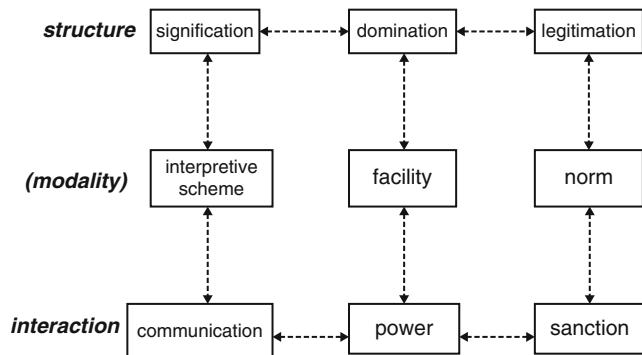 structure signification domination legitimation
(modality) interpretive scheme facility norm
interaction communication power sanction